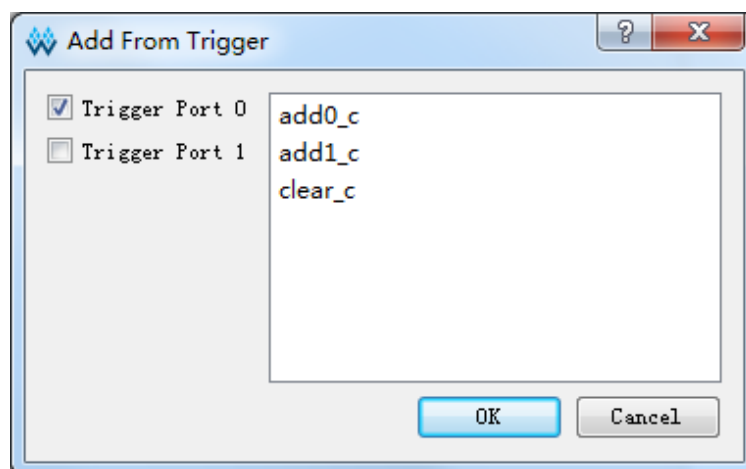 Add From Trigger
Trigger Port 0
Trigger Port 1
add0_c
add1_c
clear_c
OK
Cancel